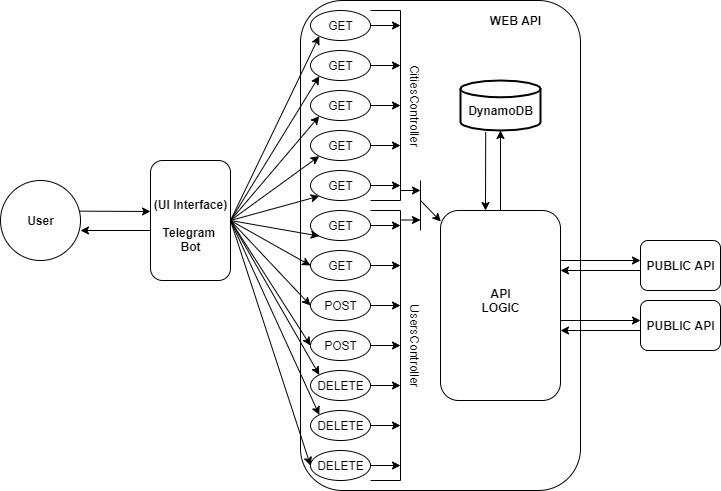 WEB API
GET
GET
GET
GET
GET
CitiesController
GET
GET
POST
POST
DELETE
DELETE
DELETE
UsersController
User
(UI Interface)
Telegram
Bot
DynamoDB
API
LOGIC
PUBLIC API
PUBLIC API